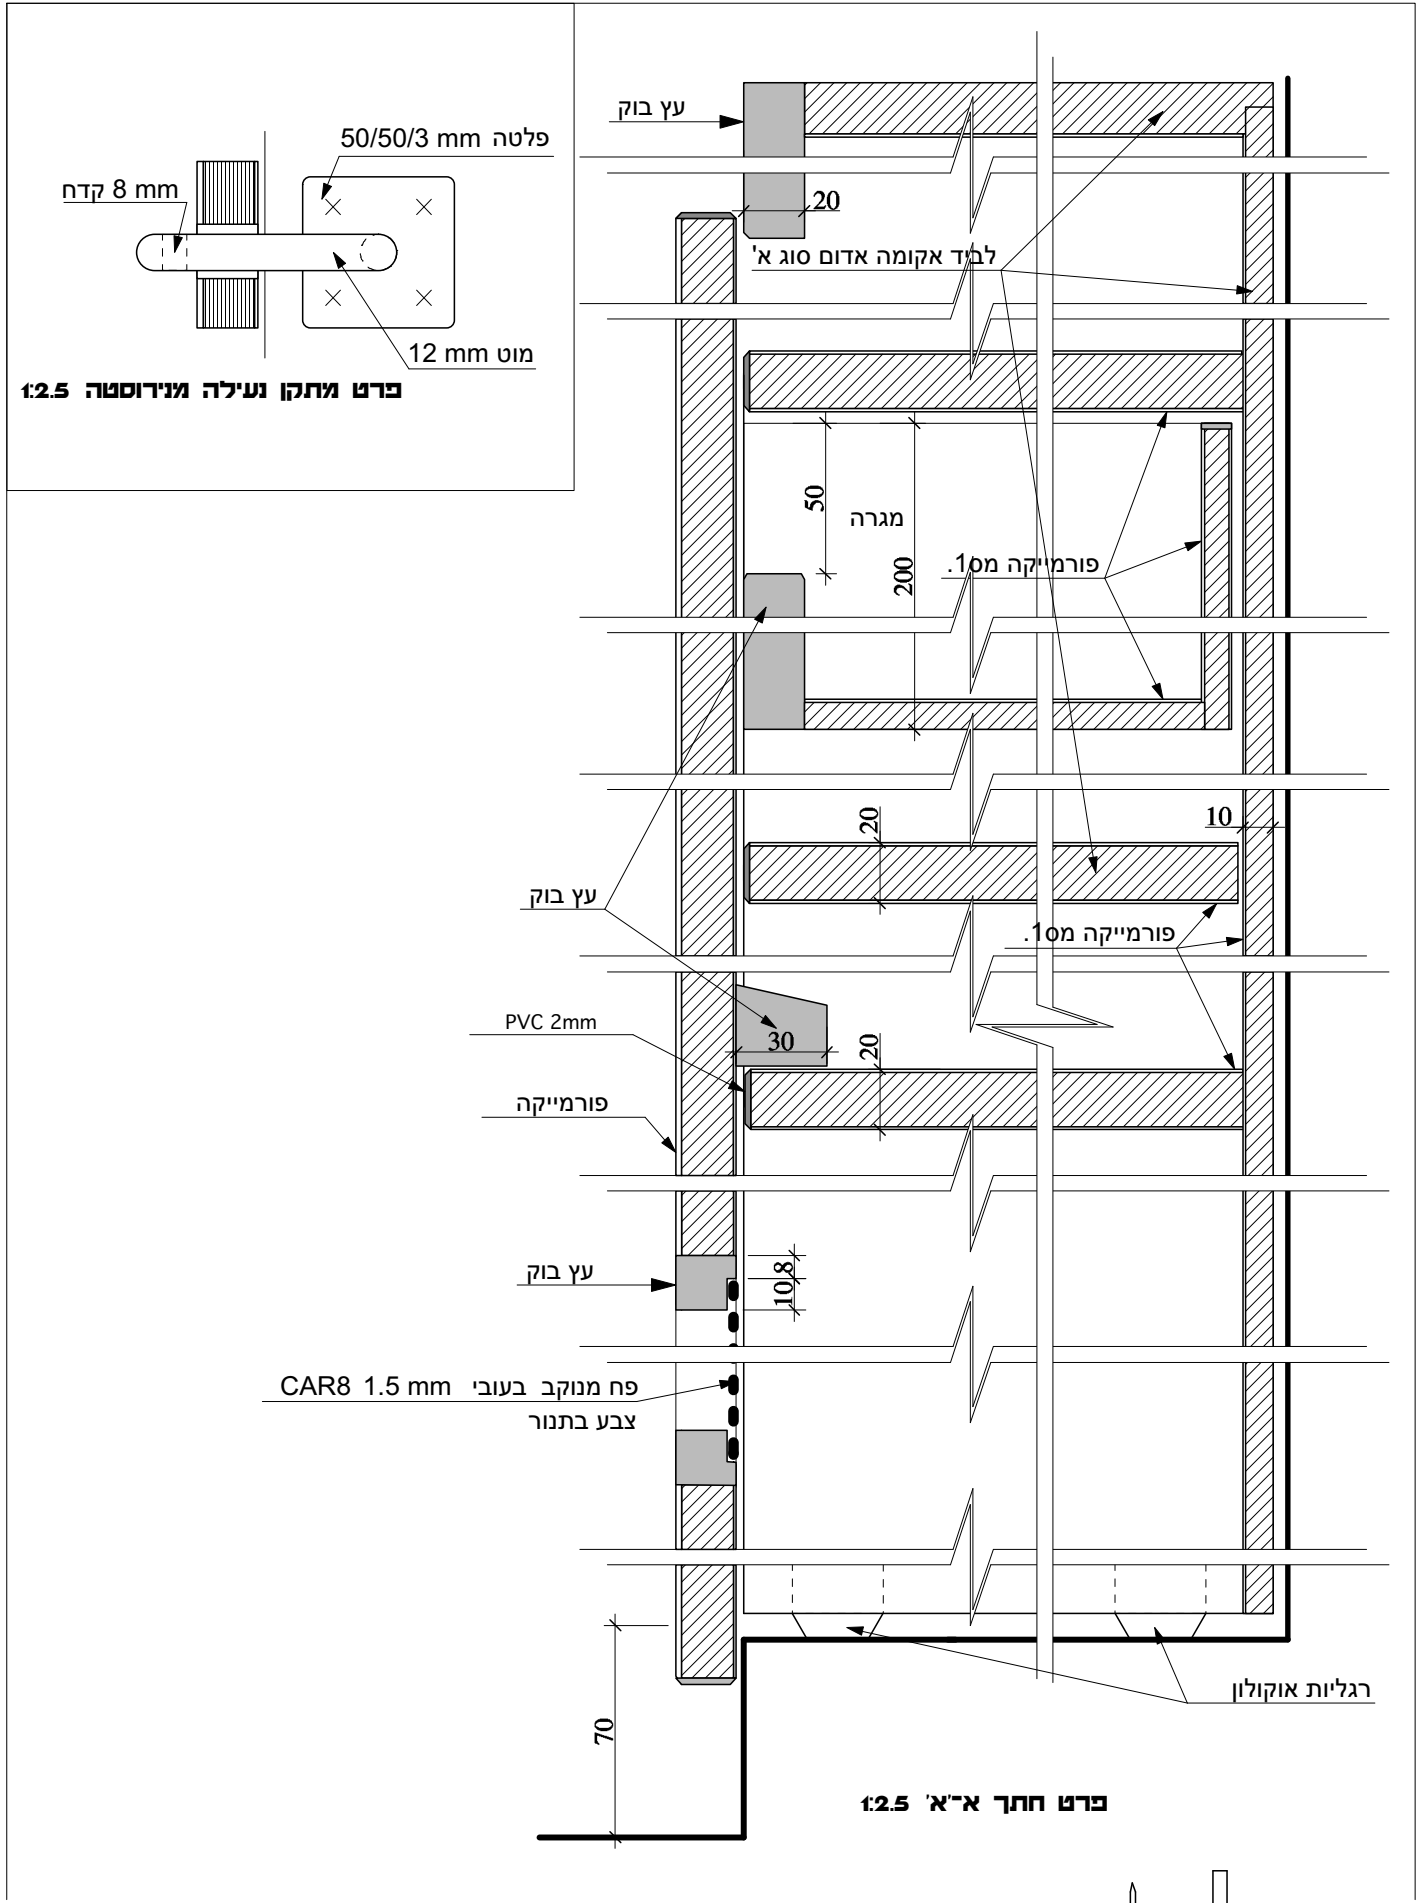 פלטה 50/50/3 mm
קדח 8 mm
מוט 12 mm
פרט מתקן נעילה מנירוסטה 1:2.5
עץ בוק
20
לביד אקומה אדום סוג א'
50
מגרה
200
פורמייקה מס1.
20
10
עץ בוק
פורמייקה מס1.
PVC 2mm
30
20
פורמייקה
עץ בוק
8
10
פח מנוקב בעובי CAR8 1.5 mm
צבע בתנור
רגליות אוקולון
70
פרט חתך א-'א' 1:2.5